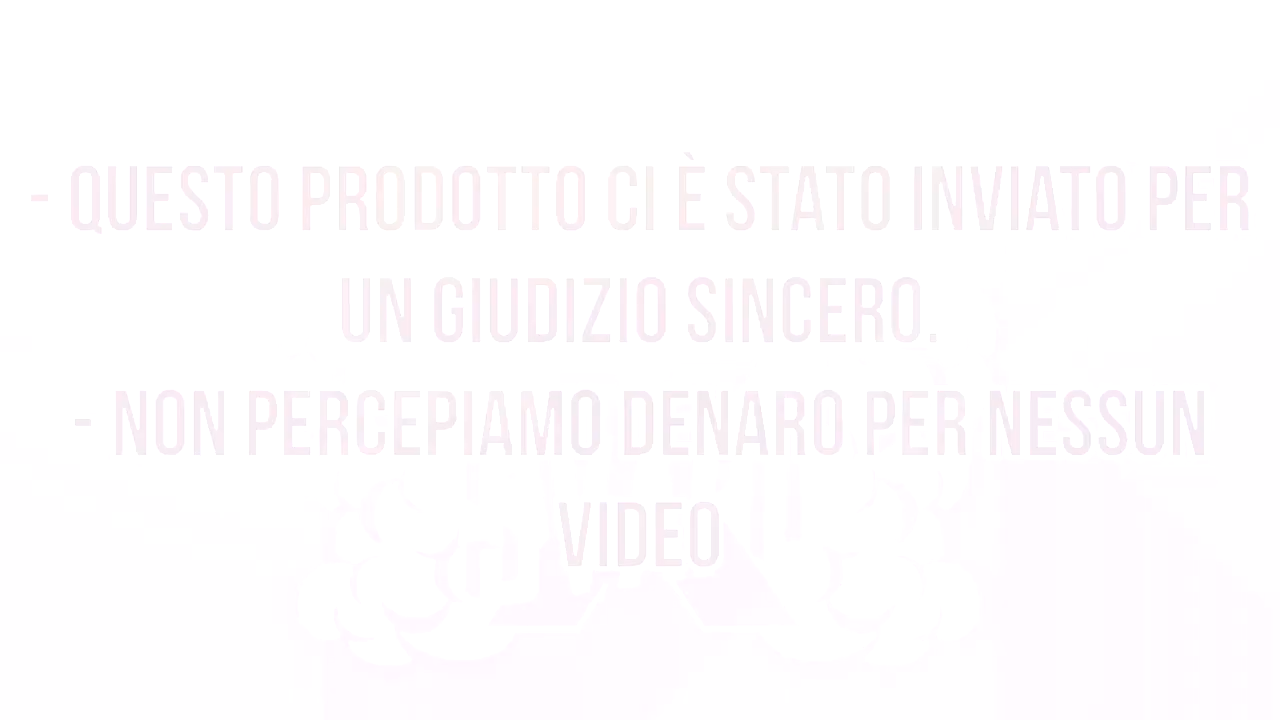 - QUESTO PRODOTTO CI È STATO INVIATO PER
UN GIUDIZIO SINCERO.
- NON PERCEPIAMO DENARO PER NESSUN
VIDEO